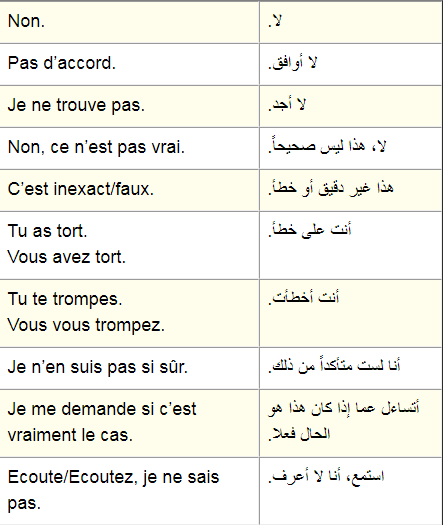 Non.
لا.
Pas d’accord.
لا أوافق.
Je ne trouve pas.
لا أجد.
Non, ce n’est pas vrai.
لا، هذا ليس صحيحاً.
C’est inexact/faux.
هذا غير دقيق أو خطأ.
Tu as tort.
Vous avez tort.
أنت على خطأ.
Tu te trompes.
Vous vous trompez.
أنت أخطأت.
Je n’en suis pas si sûr.
أنا لست متأكداً من ذلك.
Je me demande si c’est
vraiment le cas.
أتساءل عما إذا كان هذا هو
الحال فعلا.
Ecoute/Ecoutez, je ne sais
pas.
استمع، أنا لا أعرف.